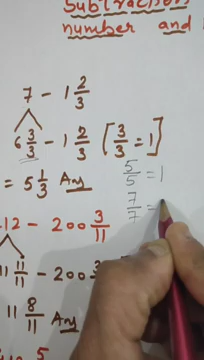 Subtraction
number and
7 - 1 2/3
6 3/3 - 1 2/3 [3/3 = 1]
= 5 1/3 Ans
5/5 = 1
7/7 =
12 - 200 3/11
11 11/11 - 200
11 8/11 Ans